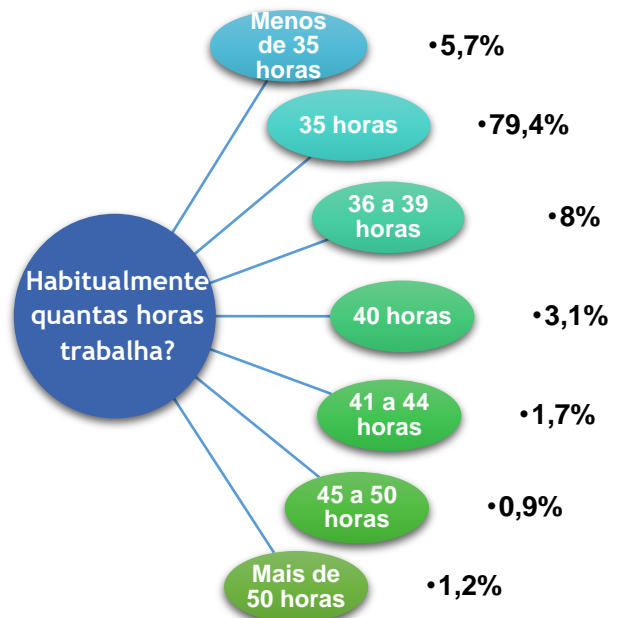 Menos
de 35
horas
•5,7%
35 horas
•79,4%
36 a 39
horas
•8%
Habitualmente
quantas horas
trabalha?
40 horas
•3,1%
41 a 44
horas
•1,7%
45 a 50
horas
•0,9%
Mais de
50 horas
•1,2%